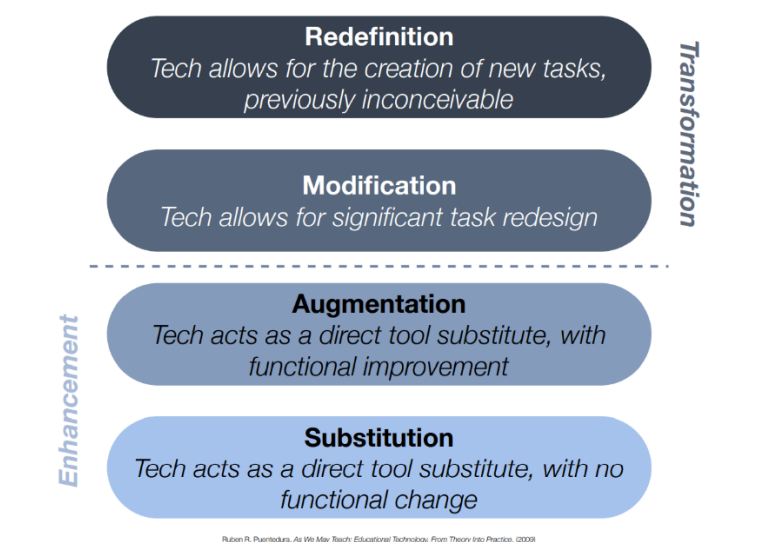 Redefinition
Tech allows for the creation of new tasks,
previously inconceivable
Transformation
Modification
Tech allows for significant task redesign
Augmentation
Tech acts as a direct tool substitute, with
functional improvement
Enhancement
Substitution
Tech acts as a direct tool substitute, with no
functional change
Ruben R. Puentedura, As We May Teach: Educational Technology, From Theory Into Practice. (2009)